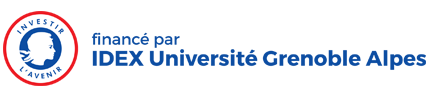 INVESTIR
L'AVENIR
financé par
IDEX Université Grenoble Alpes